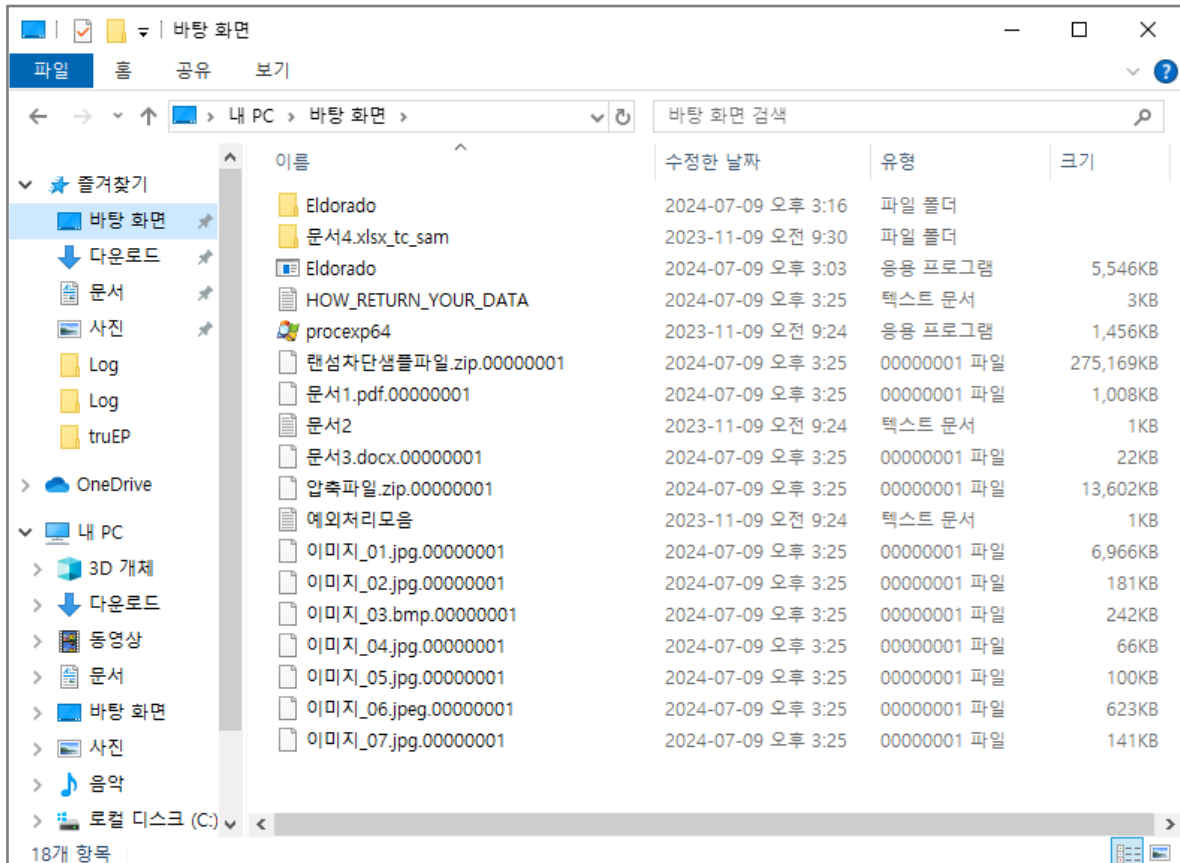 바탕 화면
파일 홈 공유 보기
내 PC 바탕 화면 바탕 화면 검색
이름 수정한 날짜 유형 크기
즐겨찾기
바탕 화면
다운로드
문서
사진
Log
Log
truEP
OneDrive
내 PC
3D 개체
다운로드
동영상
문서
바탕 화면
사진
음악
로컬 디스크 (C:)
Eldorado 2024-07-09 오후 3:16 파일 폴더
문서4.xlsx_tc_sam 2023-11-09 오전 9:30 파일 폴더
Eldorado 2024-07-09 오후 3:03 응용 프로그램 5,546KB
HOW_RETURN_YOUR_DATA 2024-07-09 오후 3:25 텍스트 문서 3KB
procexp64 2023-11-09 오전 9:24 응용 프로그램 1,456KB
랜섬차단샘플파일.zip.00000001 2024-07-09 오후 3:25 00000001 파일 275,169KB
문서1.pdf.00000001 2024-07-09 오후 3:25 00000001 파일 1,008KB
문서2 2023-11-09 오전 9:24 텍스트 문서 1KB
문서3.docx.00000001 2024-07-09 오후 3:25 00000001 파일 22KB
압축파일.zip.00000001 2024-07-09 오후 3:25 00000001 파일 13,602KB
예외처리모음 2023-11-09 오전 9:24 텍스트 문서 1KB
이미지_01.jpg.00000001 2024-07-09 오후 3:25 00000001 파일 6,966KB
이미지_02.jpg.00000001 2024-07-09 오후 3:25 00000001 파일 181KB
이미지_03.bmp.00000001 2024-07-09 오후 3:25 00000001 파일 242KB
이미지_04.jpg.00000001 2024-07-09 오후 3:25 00000001 파일 66KB
이미지_05.jpg.00000001 2024-07-09 오후 3:25 00000001 파일 100KB
이미지_06.jpeg.00000001 2024-07-09 오후 3:25 00000001 파일 623KB
이미지_07.jpg.00000001 2024-07-09 오후 3:25 00000001 파일 141KB
18개 항목